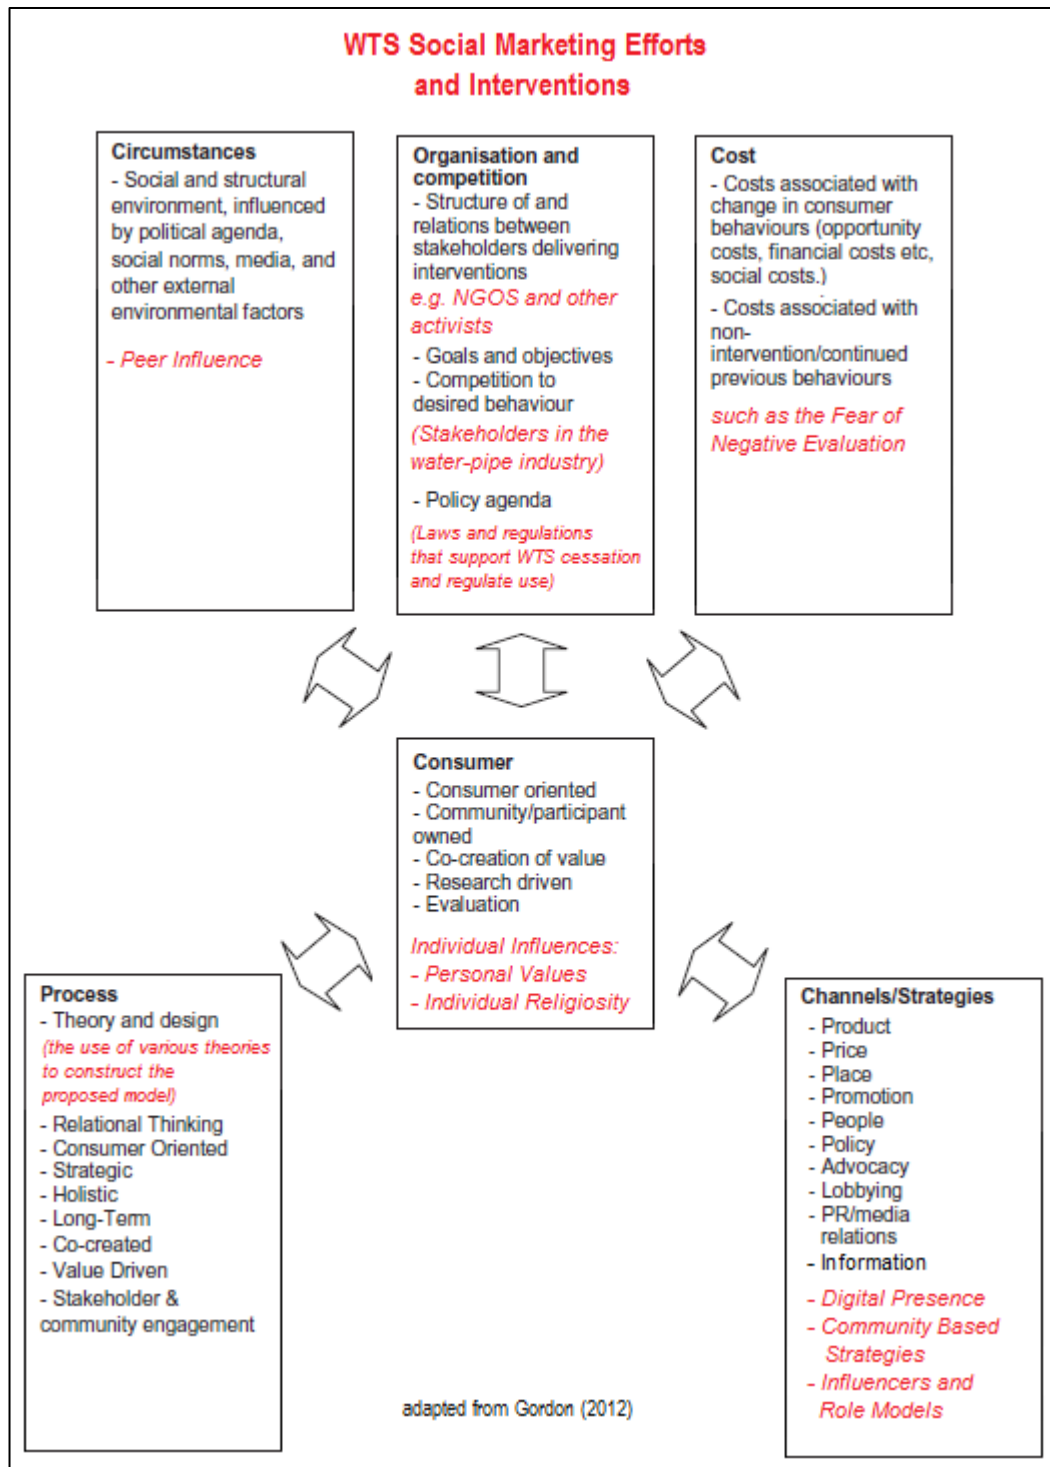 WTS Social Marketing Efforts
and Interventions
Circumstances
- Social and structural
environment, influenced
by political agenda,
social norms, media, and
other external
environmental factors
- Peer Influence
Organisation and
competition
- Structure of and
relations between
stakeholders delivering
interventions
e.g. NGOS and other
activists
- Goals and objectives
- Competition to
desired behaviour
(Stakeholders in the
water-pipe industry)
- Policy agenda
(Laws and regulations
that support WTS cessation
and regulate use)
Cost
- Costs associated with
change in consumer
behaviours (opportunity
costs, financial costs etc,
social costs.)
- Costs associated with
non-
intervention/continued
previous behaviours
such as the Fear of
Negative Evaluation
Consumer
- Consumer oriented
- Community/participant
owned
- Co-creation of value
- Research driven
- Evaluation
Individual Influences:
- Personal Values
- Individual Religiosity
Process
- Theory and design
(the use of various theories
to construct the
proposed model)
- Relational Thinking
- Consumer Oriented
- Strategic
- Holistic
- Long-Term
- Co-created
- Value Driven
- Stakeholder &
community engagement
Channels/Strategies
- Product
- Price
- Place
- Promotion
- People
- Policy
- Advocacy
- Lobbying
- PR/media
relations
- Information
- Digital Presence
- Community Based
Strategies
- Influencers and
Role Models
adapted from Gordon (2012)